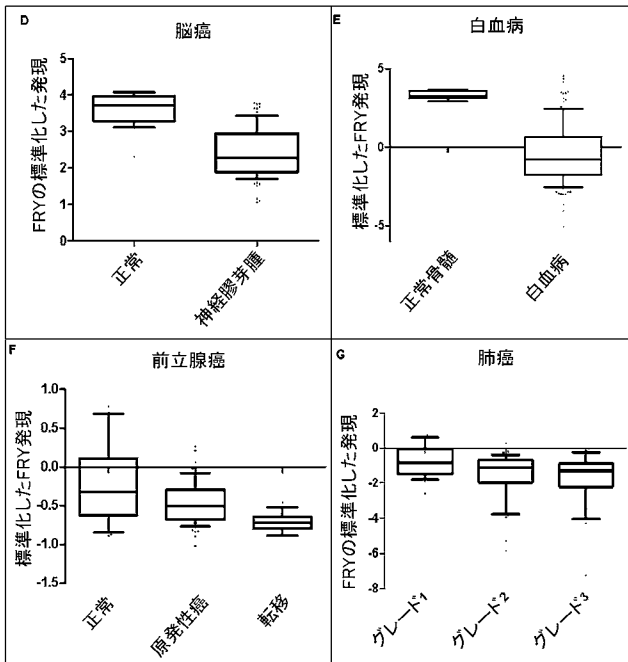 D
脳癌
FRYの標準化した発現
5
4
3
2
1
0
正常
神経膠芽腫
E
白血病
標準化したFRY発現
5
0
-5
正常骨髄
白血病
F
前立腺癌
標準化したFRY発現
1.0
0.5
0.0
-0.5
-1.0
-1.5
正常
原発性癌
転移
G
肺癌
FRYの標準化した発現
2
0
-2
-4
-6
-8
グレード1
グレード2
グレード3